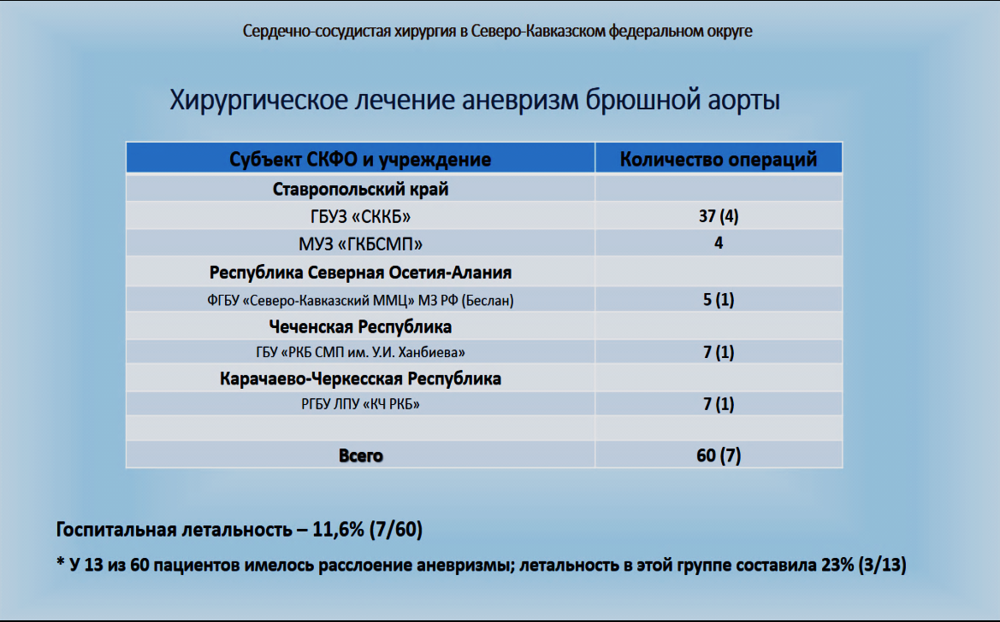 Сердечно-сосудистая хирургия в Северо-Кавказском федеральном округе
Хирургическое лечение аневризм брюшной аорты
Субъект СКФО и учреждение Количество операций
Ставропольский край
ГБУЗ «СККБ» 37 (4)
МУЗ «ГКБСМП» 4
Республика Северная Осетия-Алания
ФГБУ «Северо-Кавказский ММЦ» МЗ РФ (Беслан) 5 (1)
Чеченская Республика
ГБУ «РКБ СМП им. У.И. Ханбиева» 7 (1)
Карачаево-Черкесская Республика
РГБУ ЛПУ «КЧ РКБ» 7 (1)
Всего 60 (7)
Госпитальная летальность – 11,6% (7/60)
* У 13 из 60 пациентов имелось расслоение аневризмы; летальность в этой группе составила 23% (3/13)